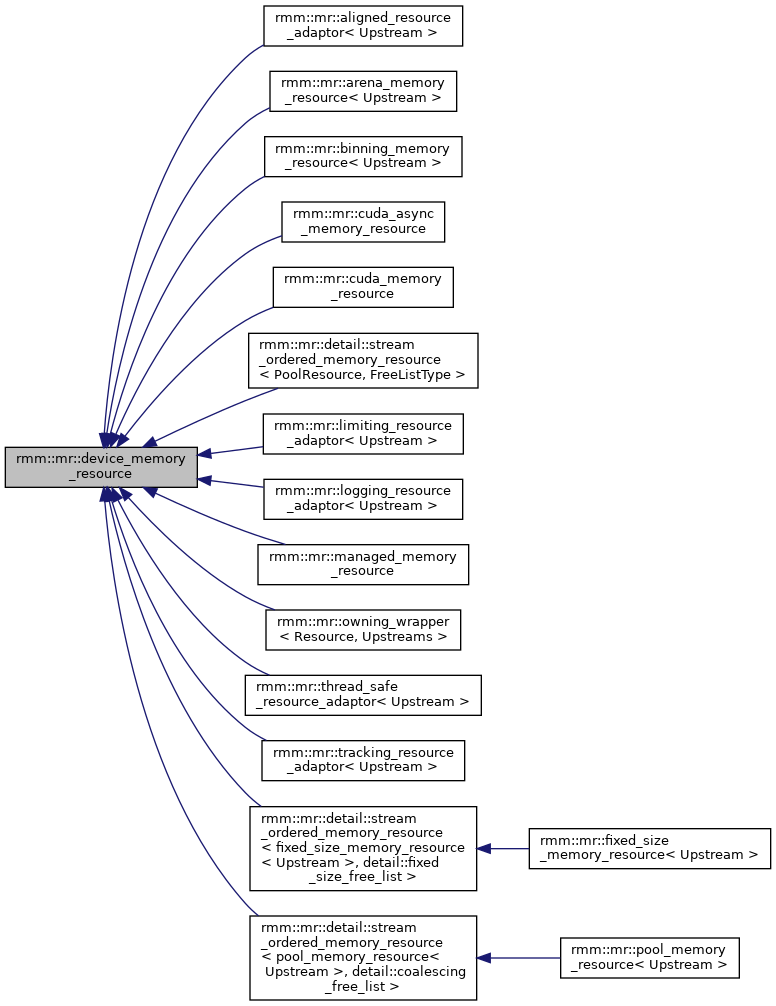 rmm::mr::aligned_resource
_adaptor< Upstream >
rmm::mr::arena_memory
_resource< Upstream >
rmm::mr::binning_memory
_resource< Upstream >
rmm::mr::cuda_async
_memory_resource
rmm::mr::cuda_memory
_resource
rmm::mr::detail::stream
_ordered_memory_resource
< PoolResource, FreeListType >
rmm::mr::limiting_resource
_adaptor< Upstream >
rmm::mr::device_memory
_resource
rmm::mr::logging_resource
_adaptor< Upstream >
rmm::mr::managed_memory
_resource
rmm::mr::owning_wrapper
< Resource, Upstreams >
rmm::mr::thread_safe
_resource_adaptor< Upstream >
rmm::mr::tracking_resource
_adaptor< Upstream >
rmm::mr::detail::stream
_ordered_memory_resource
< fixed_size_memory_resource
< Upstream >, detail::fixed
_size_free_list >
rmm::mr::fixed_size
_memory_resource< Upstream >
rmm::mr::detail::stream
_ordered_memory_resource
< pool_memory_resource<
Upstream >, detail::coalescing
_free_list >
rmm::mr::pool_memory
_resource< Upstream >